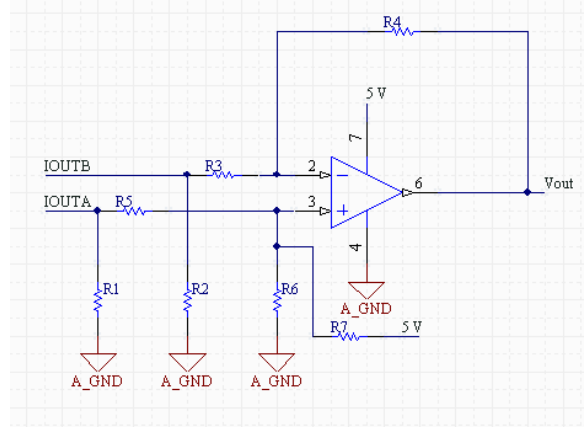 R4
5 V
7
IOUTB
R3
2
6
Vout
IOUTA
R5
3
4
R1
R2
R6
A_GND
R7
5 V
A_GND
A_GND
A_GND